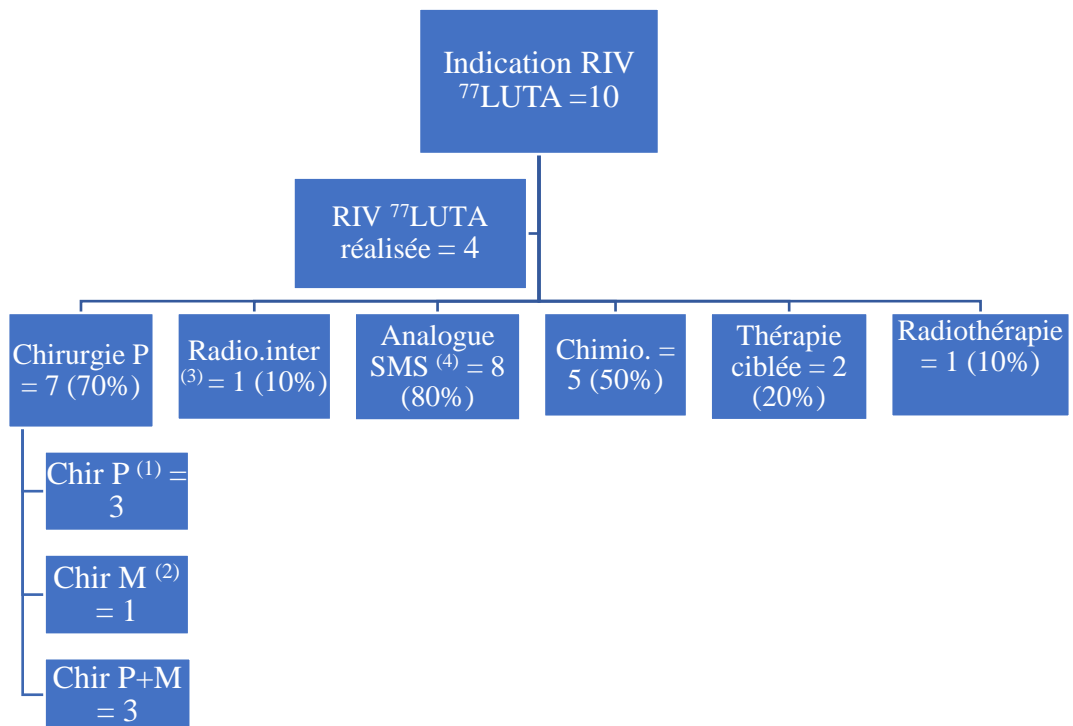 Indication RIV
⁷⁷LUTA =10
RIV ⁷⁷LUTA
réalisée = 4
Chirurgie P
= 7 (70%)
Radio.inter
⁽³⁾ = 1 (10%)
Analogue
SMS ⁽⁴⁾ = 8
(80%)
Chimio. =
5 (50%)
Thérapie
ciblée = 2
(20%)
Radiothérapie
= 1 (10%)
Chir P ⁽¹⁾ =
3
Chir M ⁽²⁾
= 1
Chir P+M
= 3